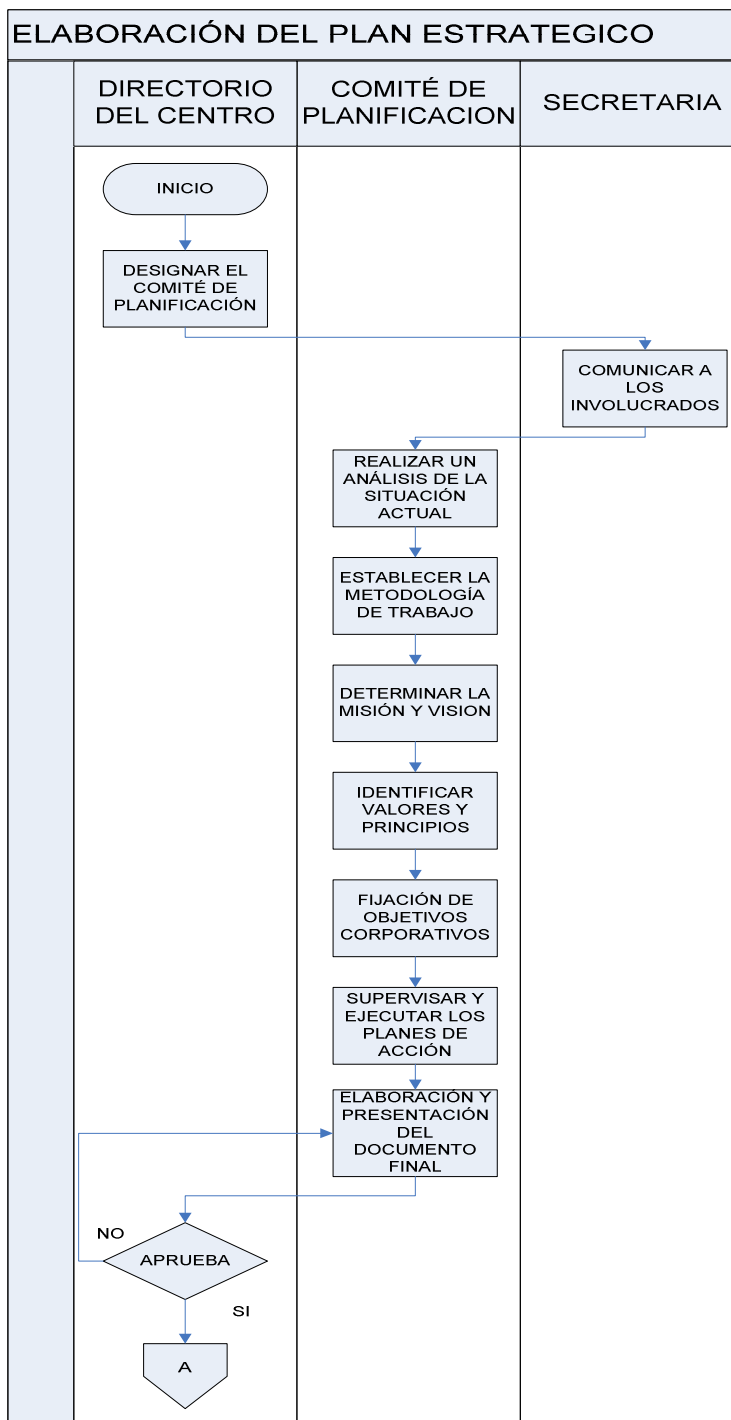 ELABORACIÓN DEL PLAN ESTRATEGICO
DIRECTORIO
DEL CENTRO
COMITÉ DE
PLANIFICACION
SECRETARIA
INICIO
DESIGNAR EL
COMITÉ DE
PLANIFICACIÓN
COMUNICAR A
LOS
INVOLUCRADOS
REALIZAR UN
ANÁLISIS DE LA
SITUACIÓN
ACTUAL
ESTABLECER LA
METODOLOGÍA
DE TRABAJO
DETERMINAR LA
MISIÓN Y VISION
IDENTIFICAR
VALORES Y
PRINCIPIOS
FIJACIÓN DE
OBJETIVOS
CORPORATIVOS
SUPERVISAR Y
EJECUTAR LOS
PLANES DE
ACCIÓN
ELABORACIÓN Y
PRESENTACIÓN
DEL
DOCUMENTO
FINAL
NO
APRUEBA
SI
A